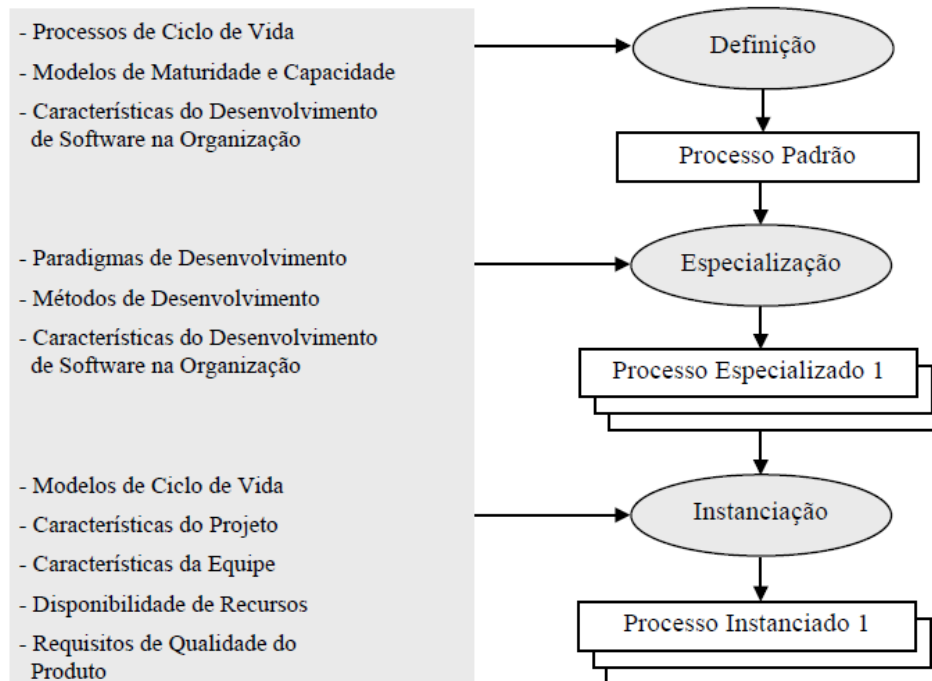 - Processos de Ciclo de Vida
- Modelos de Maturidade e Capacidade
- Características do Desenvolvimento
de Software na Organização
Definição
Processo Padrão
- Paradigmas de Desenvolvimento
- Métodos de Desenvolvimento
- Características do Desenvolvimento
de Software na Organização
Especialização
Processo Especializado 1
- Modelos de Ciclo de Vida
- Características do Projeto
- Características da Equipe
- Disponibilidade de Recursos
- Requisitos de Qualidade do
Produto
Instanciação
Processo Instanciado 1